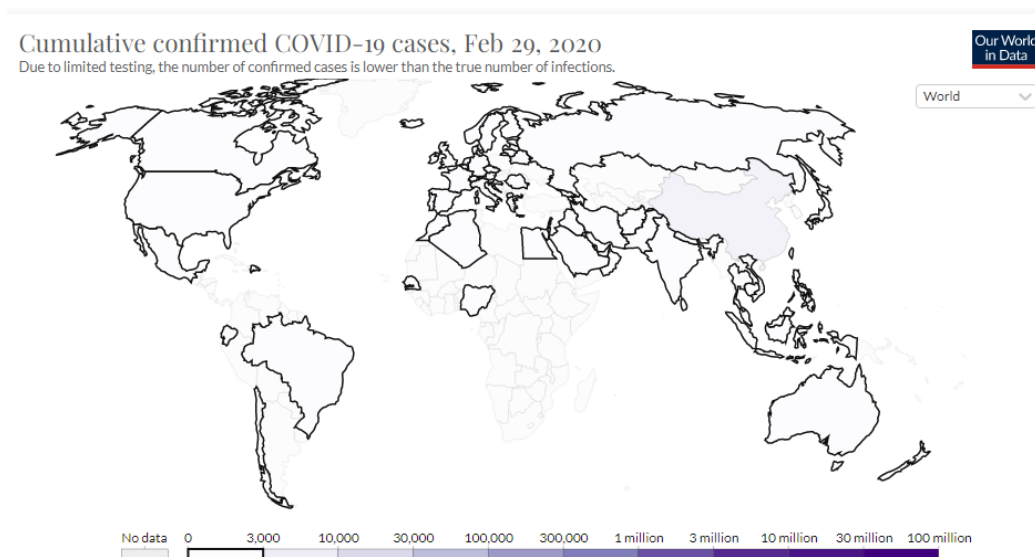 Cumulative confirmed COVID-19 cases, Feb 29, 2020
Due to limited testing, the number of confirmed cases is lower than the true number of infections.
Our World
in Data
World
No data 0 3,000 10,000 30,000 100,000 300,000 1 million 3 million 10 million 30 million 100 million